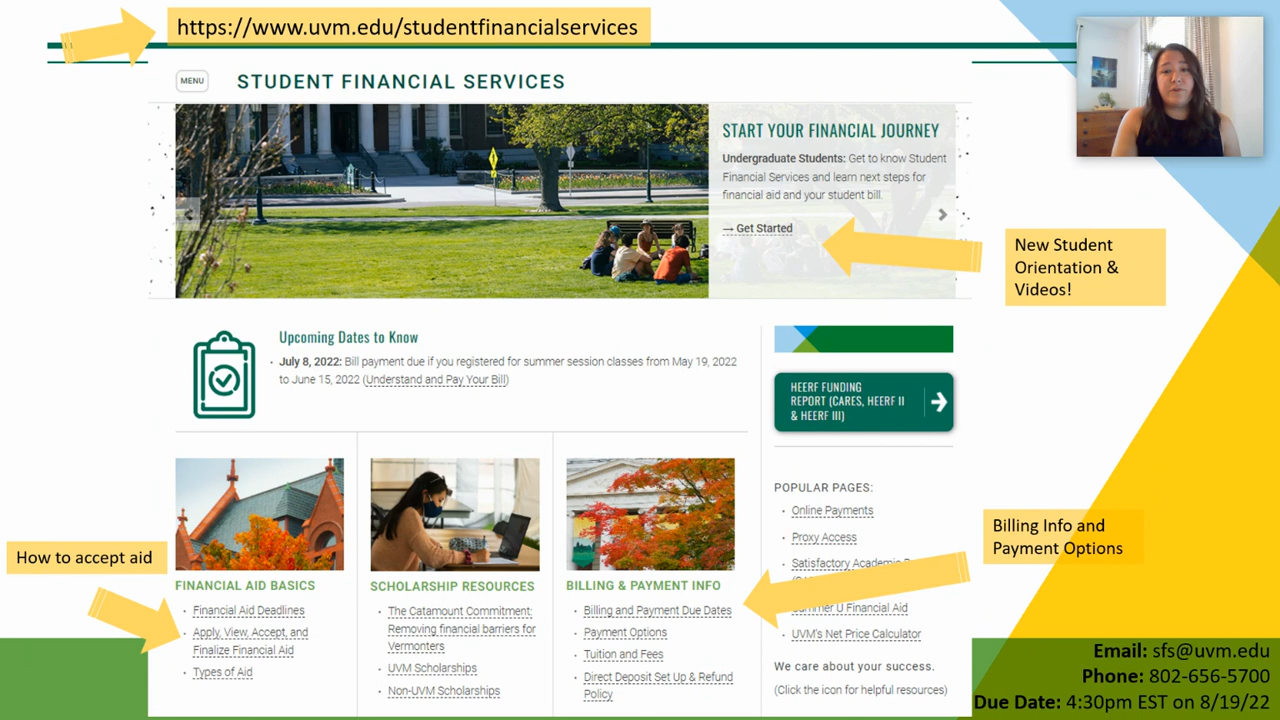 https://www.uvm.edu/studentfinancialservices
MENU
STUDENT FINANCIAL SERVICES
START YOUR FINANCIAL JOURNEY
Undergraduate Students: Get to know Student
Financial Services and learn next steps for
financial aid and your student bill.
→ Get Started
New Student
Orientation &
Videos!
Upcoming Dates to Know
• July 8, 2022: Bill payment due if you registered for summer session classes from May 19, 2022
to June 15, 2022 (Understand and Pay Your Bill)
HEERF FUNDING
REPORT (CARES, HEERF II
& HEERF III)
How to accept aid
FINANCIAL AID BASICS
• Financial Aid Deadlines
• Apply, View, Accept, and
Finalize Financial Aid
• Types of Aid
SCHOLARSHIP RESOURCES
• The Catamount Commitment:
Removing financial barriers for
Vermonters
• UVM Scholarships
• Non-UVM Scholarships
BILLING & PAYMENT INFO
• Billing and Payment Due Dates
• Payment Options
• Tuition and Fees
• Direct Deposit Set Up & Refund
Policy
POPULAR PAGES:
• Online Payments
• Proxy Access
• Satisfactory Academic
U Financial Aid
• UVM's Net Price Calculator
We care about your success.
(Click the icon for helpful resources)
Billing Info and
Payment Options
Email: sfs@uvm.edu
Phone: 802-656-5700
Due Date: 4:30pm EST on 8/19/22